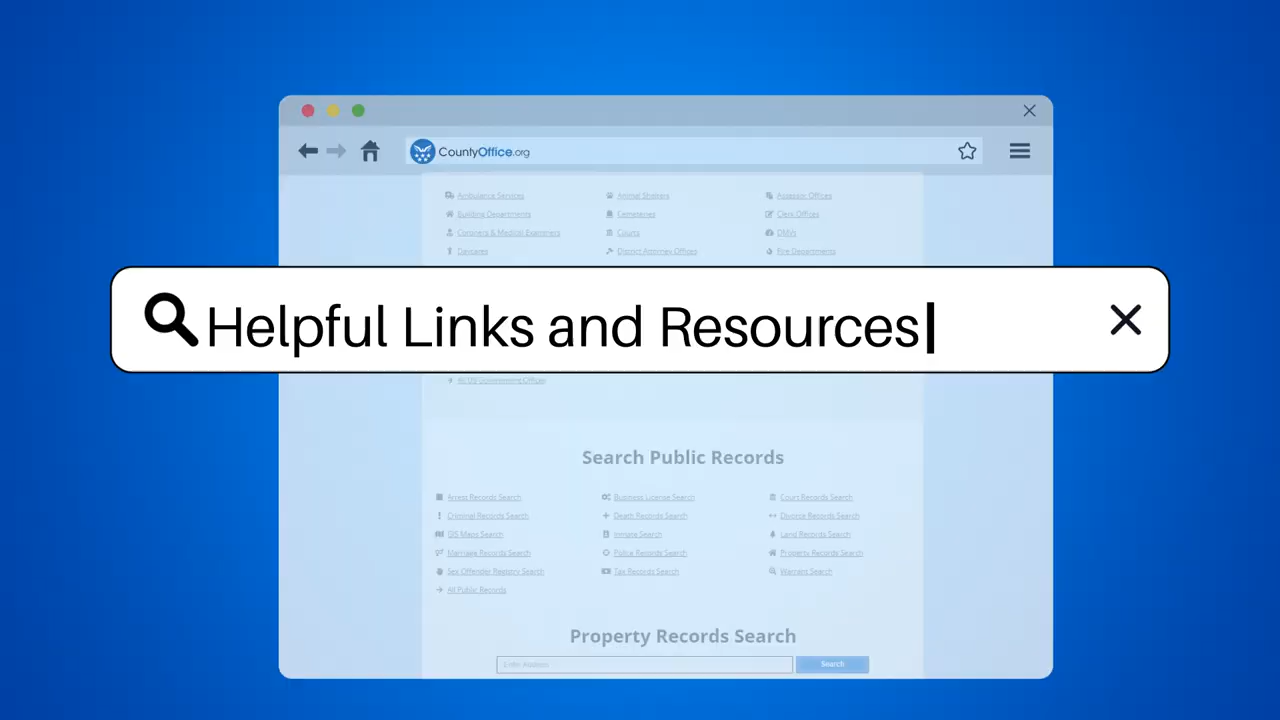 CountyOffice.org
Ambulance Services
Animal Shelters
Assessor Offices
Building Departments
Cemeteries
Clerk Offices
Coroners & Medical Examiners
Courts
DMVs
Daycares
District Attorney Offices
Fire Departments
Helpful Links and Resources
All US Government Offices
Search Public Records
Arrest Records Search
Business License Search
Court Records Search
Criminal Records Search
Death Records Search
Divorce Records Search
GIS Maps Search
Inmate Search
Land Records Search
Marriage Records Search
Police Records Search
Property Records Search
Sex Offender Registry Search
Tax Records Search
Warrant Search
All Public Records
Property Records Search
Enter Address
Search